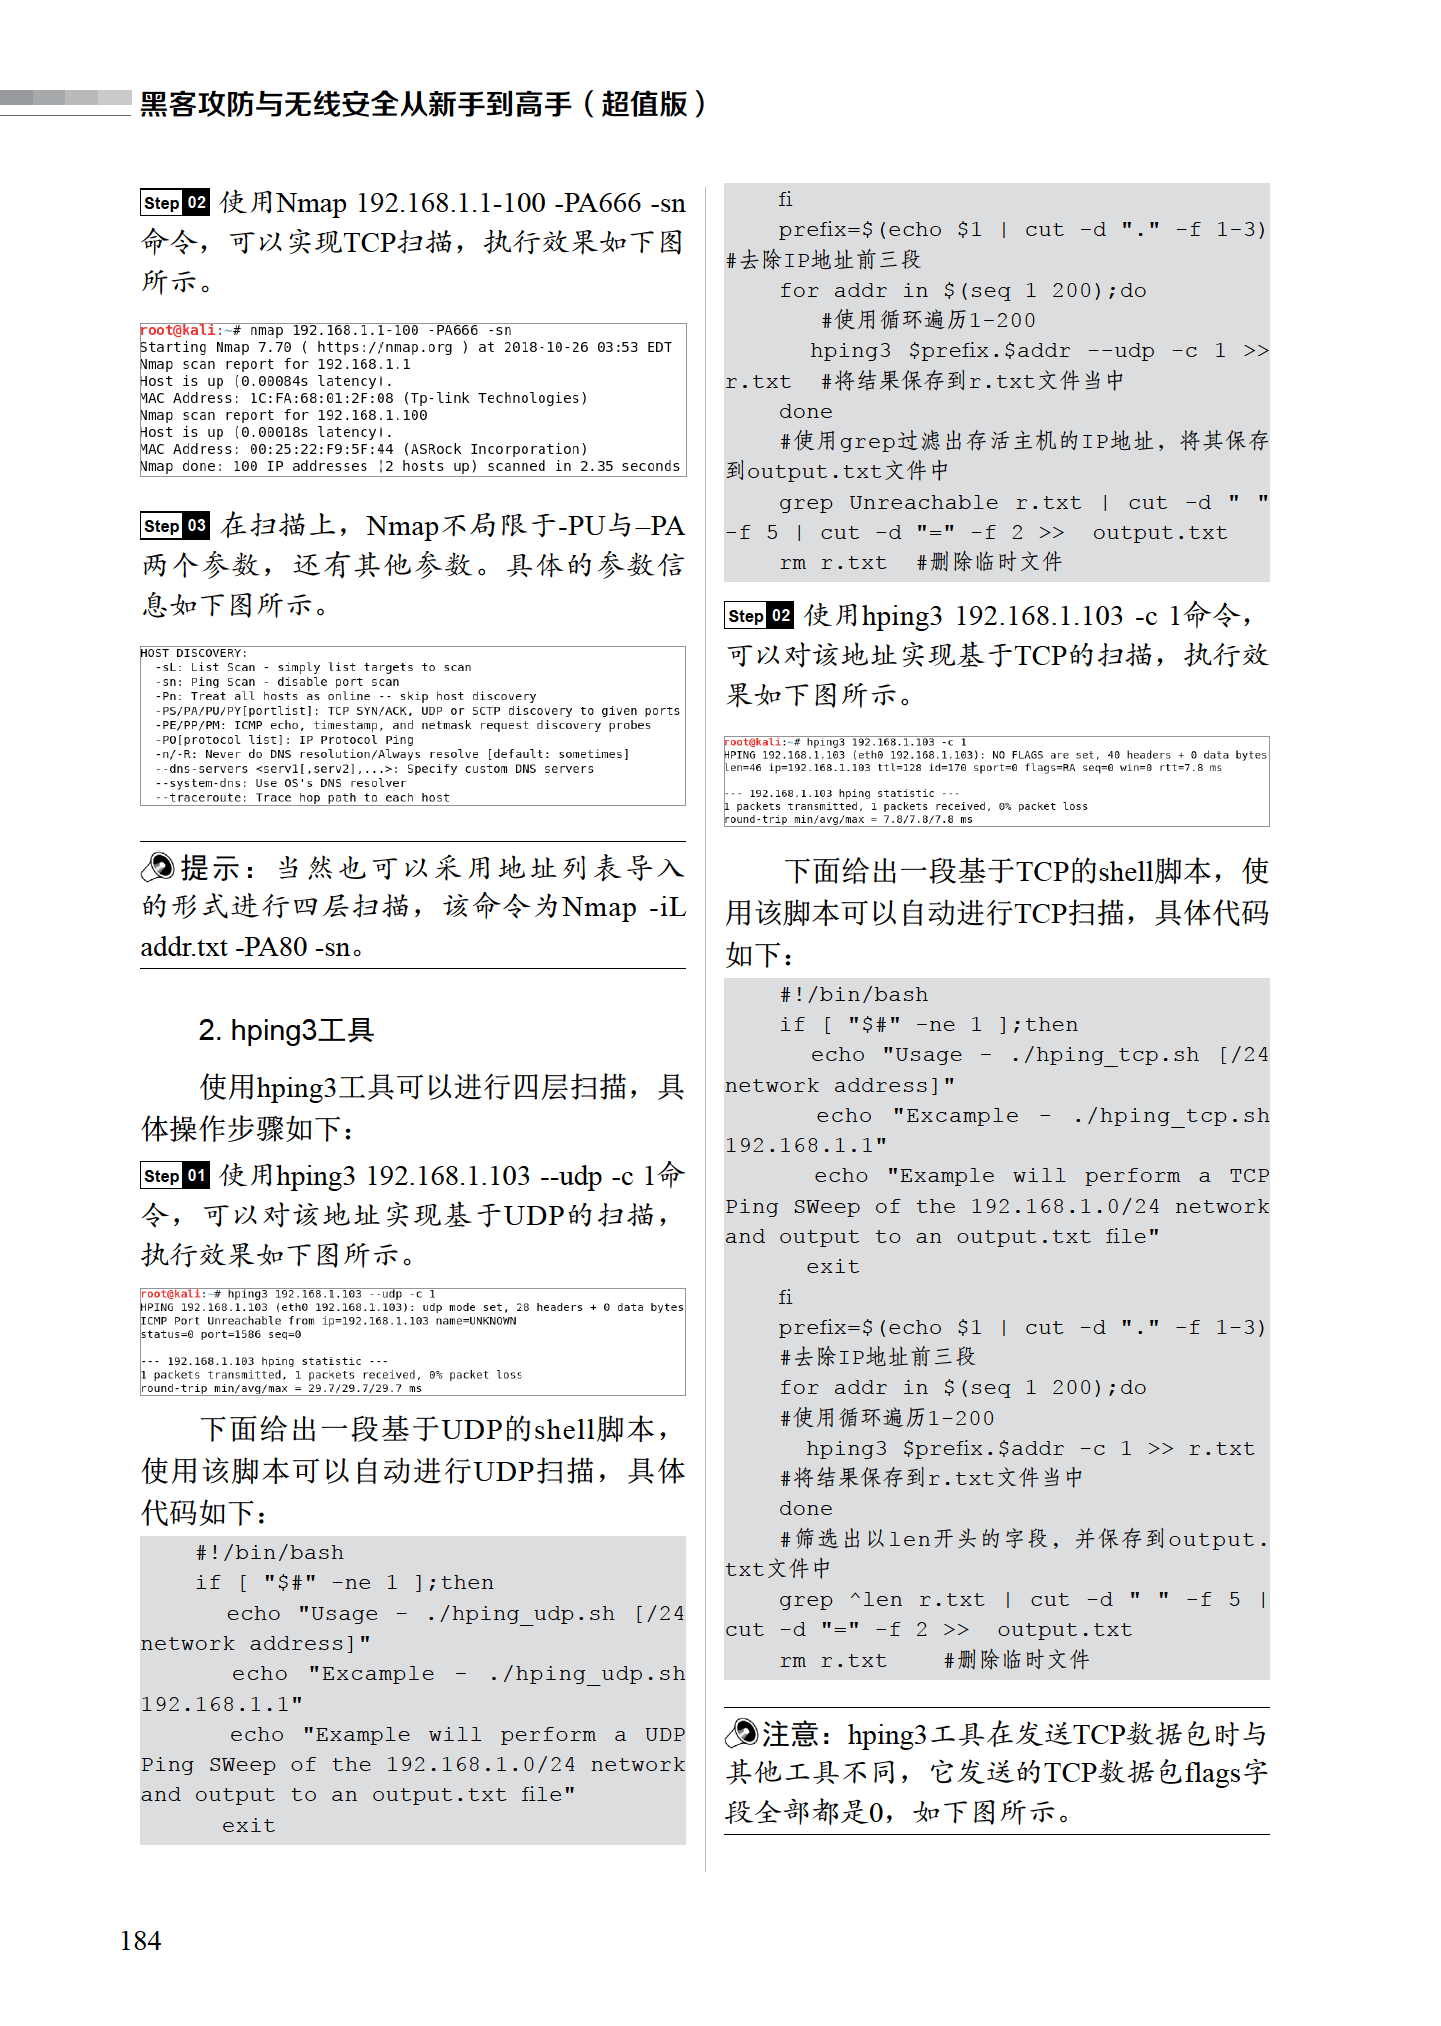 黑客攻防与无线安全从新手到高手（超值版）
Step 02 使用Nmap 192.168.1.1-100 -PA666 -sn
命令，可以实现TCP扫描，执行效果如下图
所示。
root@kali:~# nmap 192.168.1.1-100 -PA666 -sn
Starting Nmap 7.70 ( https://nmap.org ) at 2018-10-26 03:53 EDT
Nmap scan report for 192.168.1.1
Host is up (0.00084s latency).
MAC Address: 1C:FA:68:01:2F:08 (Tp-link Technologies)
Nmap scan report for 192.168.1.100
Host is up (0.00018s latency).
MAC Address: 00:25:22:F9:5F:44 (ASRock Incorporation)
Nmap done: 100 IP addresses (2 hosts up) scanned in 2.35 seconds
Step 03 在扫描上，Nmap不局限于-PU与–PA
两个参数，还有其他参数。具体的参数信
息如下图所示。
HOST DISCOVERY:
-sL: List Scan - simply list targets to scan
-sn: Ping Scan - disable port scan
-Pn: Treat all hosts as online -- skip host discovery
-PS/PA/PU/PY[portlist]: TCP SYN/ACK, UDP or SCTP discovery to given ports
-PE/PP/PM: ICMP echo, timestamp, and netmask request discovery probes
-PO[protocol list]: IP Protocol Ping
-n/-R: Never do DNS resolution/Always resolve [default: sometimes]
--dns-servers <serv1[,serv2],...>: Specify custom DNS servers
--system-dns: Use OS's DNS resolver
--traceroute: Trace hop path to each host
提示：当然也可以采用地址列表导入
的形式进行四层扫描，该命令为Nmap -iL
addr.txt -PA80 -sn。
2. hping3工具
使用hping3工具可以进行四层扫描，具
体操作步骤如下：
Step 01 使用hping3 192.168.1.103 --udp -c 1命
令，可以对该地址实现基于UDP的扫描，
执行效果如下图所示。
root@kali:~# hping3 192.168.1.103 --udp -c 1
HPING 192.168.1.103 (eth0 192.168.1.103): udp mode set, 28 headers + 0 data bytes
ICMP Port Unreachable from ip=192.168.1.103 name=UNKNOWN
status=0 port=1586 seq=0
--- 192.168.1.103 hping statistic ---
1 packets transmitted, 1 packets received, 0% packet loss
round-trip min/avg/max = 29.7/29.7/29.7 ms
下面给出一段基于UDP的shell脚本，
使用该脚本可以自动进行UDP扫描，具体
代码如下：
#!/bin/bash
if [ "$#" -ne 1 ];then
echo "Usage - ./hping_udp.sh [/24
network address]"
echo "Excample - ./hping_udp.sh
192.168.1.1"
echo "Example will perform a UDP
Ping SWeep of the 192.168.1.0/24 network
and output to an output.txt file"
exit
fi
prefix=$(echo $1 | cut -d "." -f 1-3)
#去除IP地址前三段
for addr in $(seq 1 200);do
#使用循环遍历1-200
hping3 $prefix.$addr --udp -c 1 >>
r.txt #将结果保存到r.txt文件当中
done
#使用grep过滤出存活主机的IP地址，将其保存
到output.txt文件中
grep Unreachable r.txt | cut -d " "
-f 5 | cut -d "=" -f 2 >> output.txt
rm r.txt #删除临时文件
Step 02 使用hping3 192.168.1.103 -c 1命令，
可以对该地址实现基于TCP的扫描，执行效
果如下图所示。
root@kali:~# hping3 192.168.1.103 -c 1
HPING 192.168.1.103 (eth0 192.168.1.103): NO FLAGS are set, 40 headers + 0 data bytes
len=46 ip=192.168.1.103 ttl=128 id=170 sport=0 flags=RA seq=0 win=0 rtt=7.8 ms
--- 192.168.1.103 hping statistic ---
1 packets transmitted, 1 packets received, 0% packet loss
round-trip min/avg/max = 7.8/7.8/7.8 ms
下面给出一段基于TCP的shell脚本，使
用该脚本可以自动进行TCP扫描，具体代码
如下：
#!/bin/bash
if [ "$#" -ne 1 ];then
echo "Usage - ./hping_tcp.sh [/24
network address]"
echo "Excample - ./hping_tcp.sh
192.168.1.1"
echo "Example will perform a TCP
Ping SWeep of the 192.168.1.0/24 network
and output to an output.txt file"
exit
fi
prefix=$(echo $1 | cut -d "." -f 1-3)
#去除IP地址前三段
for addr in $(seq 1 200);do
#使用循环遍历1-200
hping3 $prefix.$addr -c 1 >> r.txt
#将结果保存到r.txt文件当中
done
#筛选出以len开头的字段，并保存到output.
txt文件中
grep ^len r.txt | cut -d " " -f 5 |
cut -d "=" -f 2 >> output.txt
rm r.txt #删除临时文件
注意：hping3工具在发送TCP数据包时与
其他工具不同，它发送的TCP数据包flags字
段全部都是0，如下图所示。
184